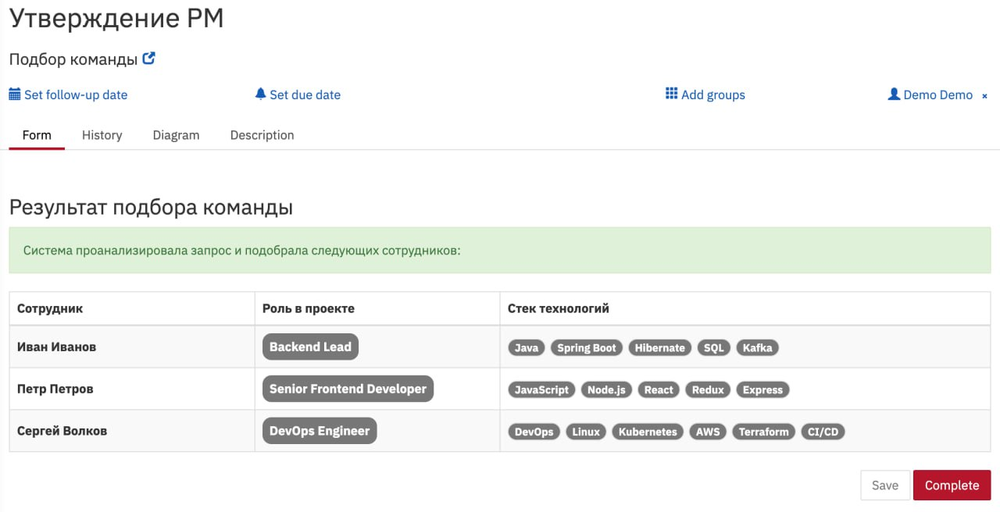 Утверждение PM
Подбор команды
Set follow-up date Set due date Add groups Demo Demo ×
Form History Diagram Description
Результат подбора команды
Система проанализировала запрос и подобрала следующих сотрудников:
Сотрудник Роль в проекте Стек технологий
Иван Иванов Backend Lead Java Spring Boot Hibernate SQL Kafka
Петр Петров Senior Frontend Developer JavaScript Node.js React Redux Express
Сергей Волков DevOps Engineer DevOps Linux Kubernetes AWS Terraform CI/CD
Save Complete